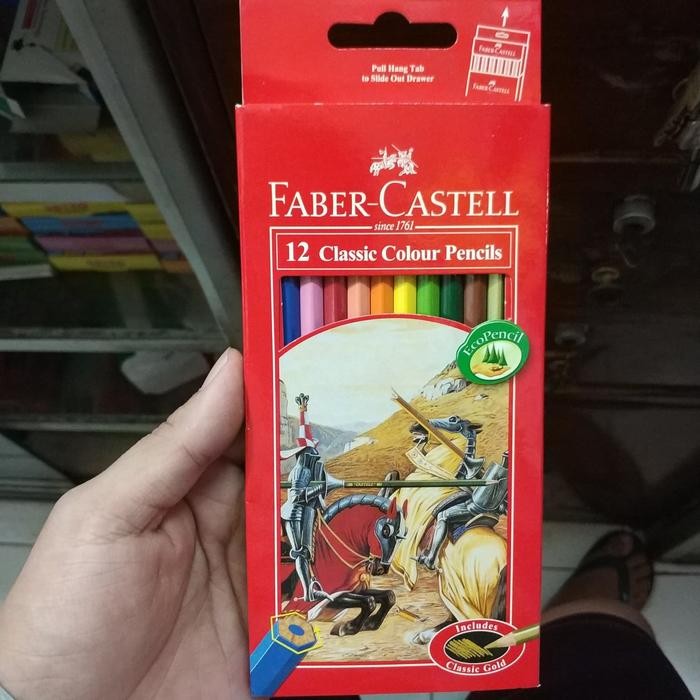 Pull Hang Tab
to Slide Out Drawer
FABER-CASTELL
FABER-CASTELL
FABER-CASTELL
since 1761
12 Classic Colour Pencils
EcoPencil
"CASTELL"
Includes
Classic Gold